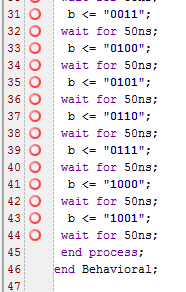 31 b <= "0011";
32 wait for 50ns;
33 b <= "0100";
34 wait for 50ns;
35 b <= "0101";
36 wait for 50ns;
37 b <= "0110";
38 wait for 50ns;
39 b <= "0111";
40 wait for 50ns;
41 b <= "1000";
42 wait for 50ns;
43 b <= "1001";
44 wait for 50ns;
45 end process;
46 end Behavioral;
47